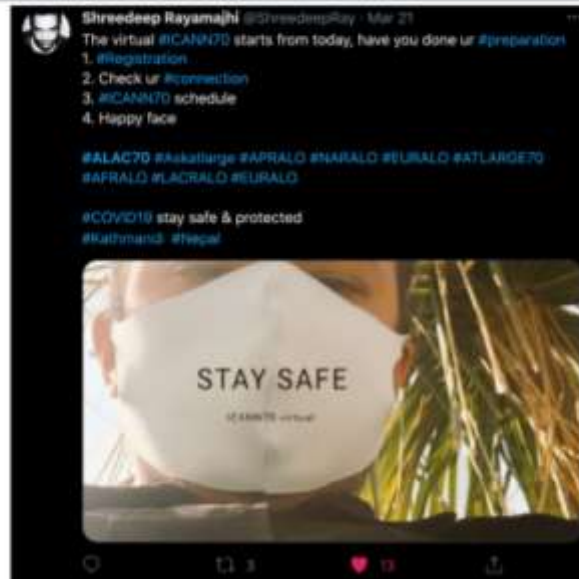 Shreedeep Rayamajhi @ShreedeepRay · Mar 21
The virtual #ICANN70 starts from today, have you done ur #preparation
1. #Registration
2. Check ur #connection
3. #ICANN70 schedule
4. Happy face
#ALAC70 #Askatlarge #APRALO #NARALO #EURALO #ATLARGE70
#AFRALO #LACRALO #EURALO
#COVID19 stay safe & protected
#Kathmandi #Nepal
STAY SAFE
ICANN70 virtual
3
13